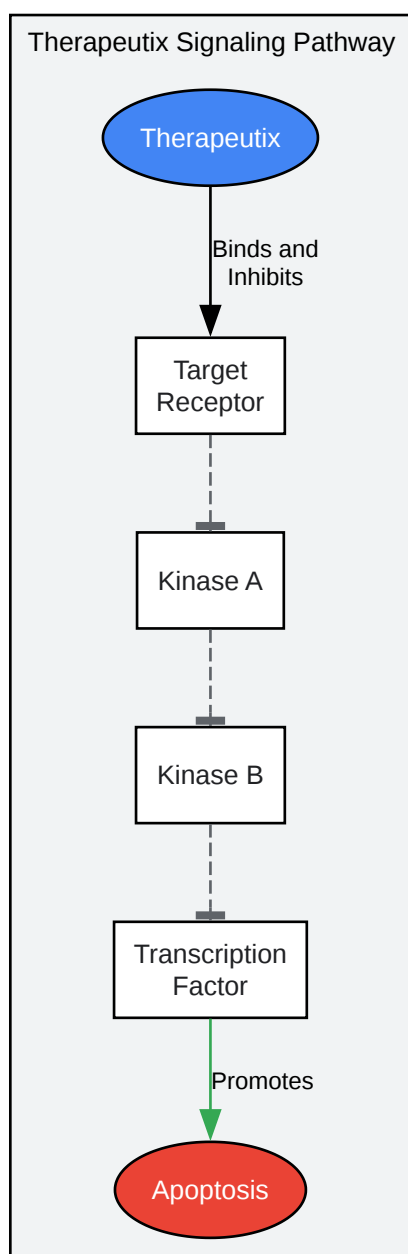 Therapeutix Signaling Pathway
Therapeutix
Binds and
Inhibits
Target
Receptor
Kinase A
Kinase B
Transcription
Factor
Promotes
Apoptosis